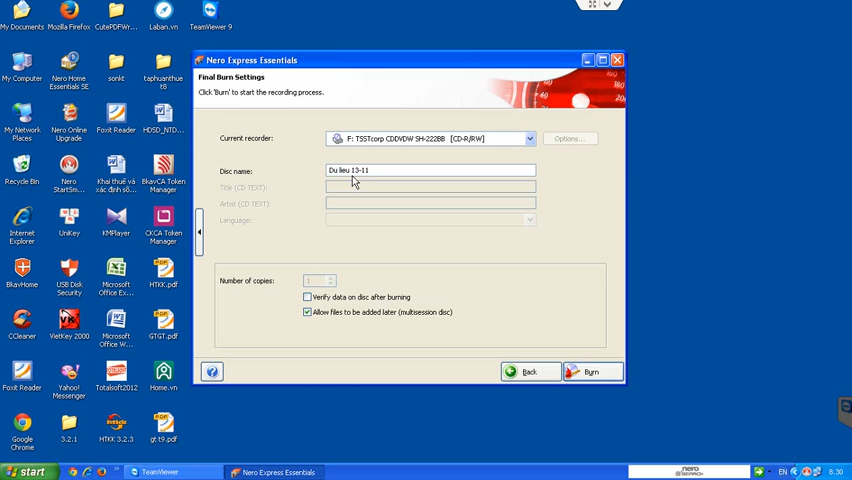 My Documents
Mozilla Firefox
CutePDFWr...
Laban.vn
TeamViewer 9
My Computer
Nero Home
Essentials SE
sonkt
taphuanthue
t8
My Network
Places
Nero Online
Upgrade
Foxit Reader
HDSD_NTD...
Recycle Bin
Nero
StartSm...
Khai thuế và
xác định số...
BkavCA Token
Manager
Internet
Explorer
UniKey
KMPlayer
CKCA Token
Manager
BkavHome
USB Disk
Security
Microsoft
Office Ex...
HTKK.pdf
CCleaner
VietKey 2000
Microsoft
Office W...
GTGT.pdf
Foxit Reader
Yahoo!
Messenger
Totalsoft2012
Home.vn
Google
Chrome
3.2.1
HTKK 3.2.3
gt t9.pdf
Nero Express Essentials
Final Burn Settings
Click 'Burn' to start the recording process.
Current recorder:
F: TSSTcorp CDDVDW SH-222BB [CD-R/RW]
Options...
Disc name:
Du lieu 13-11
Title (CD TEXT):
Artist (CD TEXT):
Language:
Number of copies:
1
Verify data on disc after burning
Allow files to be added later (multisession disc)
Back
Burn
start
TeamViewer
Nero Express Essentials
nero
SEARCH
EN
8:30